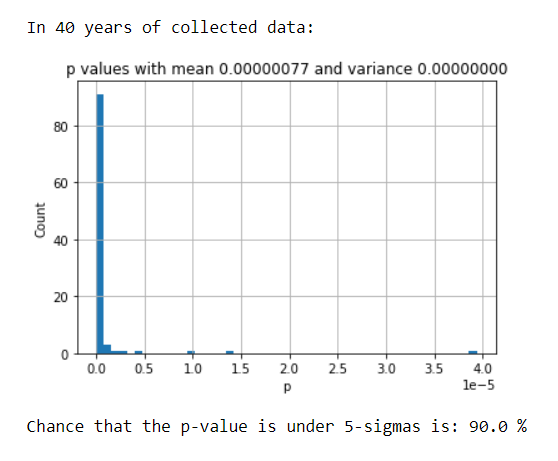 In 40 years of collected data:
p values with mean 0.00000077 and variance 0.00000000
80
60
40
20
0
Count
0.0 0.5 1.0 1.5 2.0 2.5 3.0 3.5 4.0
1e−5
p
Chance that the p-value is under 5-sigmas is: 90.0 %